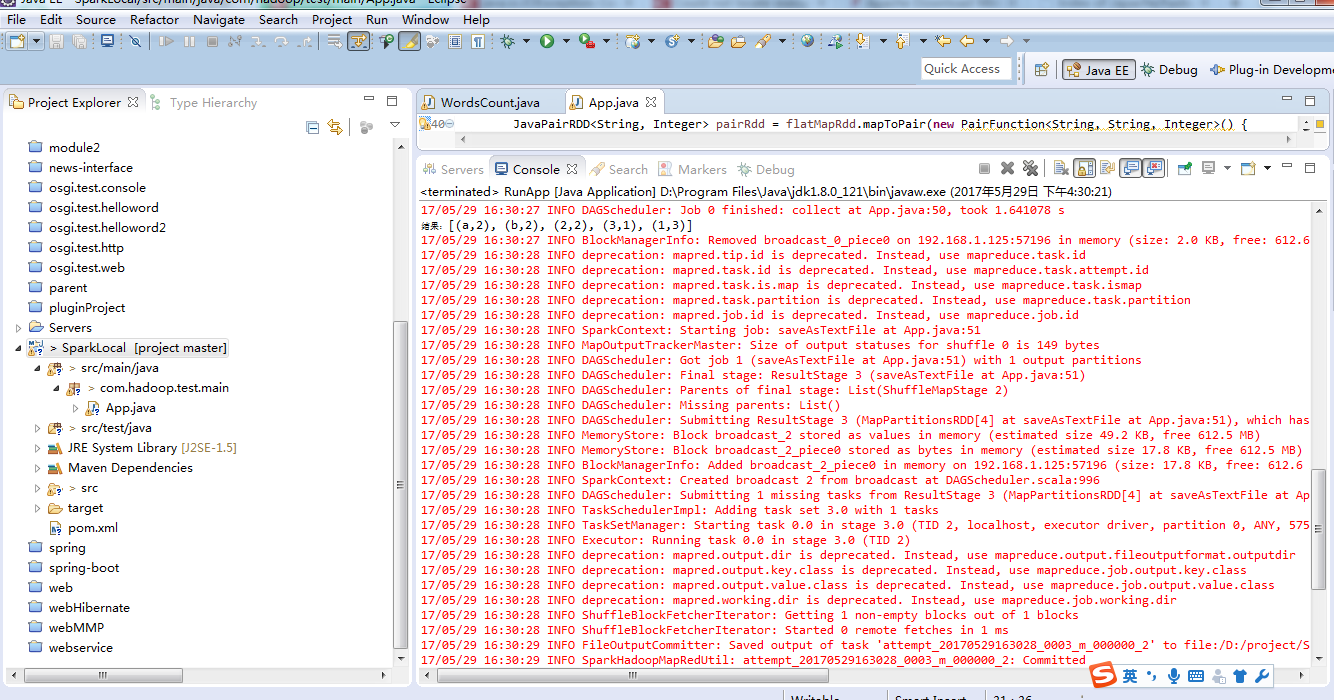 Java EE - SparkLocal/src/main/java/com/hadoop/test/main/App.java - Eclipse
File Edit Source Refactor Navigate Search Project Run Window Help
Quick Access
Java EE Debug Plug-in Developme
Project Explorer Type Hierarchy
module2
news-interface
osgi.test.console
osgi.test.helloword
osgi.test.helloword2
osgi.test.http
osgi.test.web
parent
pluginProject
Servers
> SparkLocal [project master]
> src/main/java
> com.hadoop.test.main
App.java
> src/test/java
JRE System Library [J2SE-1.5]
Maven Dependencies
> src
target
pom.xml
spring
spring-boot
web
webHibernate
webMMP
webservice
WordsCount.java App.java
40 JavaPairRDD<String, Integer> pairRdd = flatMapRdd.mapToPair(new PairFunction<String, String, Integer>() {
Servers Console Search Markers Debug
<terminated> RunApp [Java Application] D:\Program Files\Java\jdk1.8.0_121\bin\javaw.exe (2017年5月29日 下午4:30:21)
17/05/29 16:30:27 INFO DAGScheduler: Job 0 finished: collect at App.java:50, took 1.641078 s
结果: [(a,2), (b,2), (2,2), (3,1), (1,3)]
17/05/29 16:30:27 INFO BlockManagerInfo: Removed broadcast_0_piece0 on 192.168.1.125:57196 in memory (size: 2.0 KB, free: 612.6
17/05/29 16:30:28 INFO deprecation: mapred.tip.id is deprecated. Instead, use mapreduce.task.id
17/05/29 16:30:28 INFO deprecation: mapred.task.id is deprecated. Instead, use mapreduce.task.attempt.id
17/05/29 16:30:28 INFO deprecation: mapred.task.is.map is deprecated. Instead, use mapreduce.task.ismap
17/05/29 16:30:28 INFO deprecation: mapred.task.partition is deprecated. Instead, use mapreduce.task.partition
17/05/29 16:30:28 INFO deprecation: mapred.job.id is deprecated. Instead, use mapreduce.job.id
17/05/29 16:30:28 INFO SparkContext: Starting job: saveAsTextFile at App.java:51
17/05/29 16:30:28 INFO MapOutputTrackerMaster: Size of output statuses for shuffle 0 is 149 bytes
17/05/29 16:30:28 INFO DAGScheduler: Got job 1 (saveAsTextFile at App.java:51) with 1 output partitions
17/05/29 16:30:28 INFO DAGScheduler: Final stage: ResultStage 3 (saveAsTextFile at App.java:51)
17/05/29 16:30:28 INFO DAGScheduler: Parents of final stage: List(ShuffleMapStage 2)
17/05/29 16:30:28 INFO DAGScheduler: Missing parents: List()
17/05/29 16:30:28 INFO DAGScheduler: Submitting ResultStage 3 (MapPartitionsRDD[4] at saveAsTextFile at App.java:51), which has
17/05/29 16:30:28 INFO MemoryStore: Block broadcast_2 stored as values in memory (estimated size 49.2 KB, free 612.5 MB)
17/05/29 16:30:28 INFO MemoryStore: Block broadcast_2_piece0 stored as bytes in memory (estimated size 17.8 KB, free 612.5 MB)
17/05/29 16:30:28 INFO BlockManagerInfo: Added broadcast_2_piece0 in memory on 192.168.1.125:57196 (size: 17.8 KB, free: 612.6
17/05/29 16:30:28 INFO SparkContext: Created broadcast 2 from broadcast at DAGScheduler.scala:996
17/05/29 16:30:28 INFO DAGScheduler: Submitting 1 missing tasks from ResultStage 3 (MapPartitionsRDD[4] at saveAsTextFile at Ap
17/05/29 16:30:28 INFO TaskSchedulerImpl: Adding task set 3.0 with 1 tasks
17/05/29 16:30:28 INFO TaskSetManager: Starting task 0.0 in stage 3.0 (TID 2, localhost, executor driver, partition 0, ANY, 575
17/05/29 16:30:28 INFO Executor: Running task 0.0 in stage 3.0 (TID 2)
17/05/29 16:30:28 INFO deprecation: mapred.output.dir is deprecated. Instead, use mapreduce.output.fileoutputformat.outputdir
17/05/29 16:30:28 INFO deprecation: mapred.output.key.class is deprecated. Instead, use mapreduce.job.output.key.class
17/05/29 16:30:28 INFO deprecation: mapred.output.value.class is deprecated. Instead, use mapreduce.job.output.value.class
17/05/29 16:30:28 INFO deprecation: mapred.working.dir is deprecated. Instead, use mapreduce.job.working.dir
17/05/29 16:30:28 INFO ShuffleBlockFetcherIterator: Getting 1 non-empty blocks out of 1 blocks
17/05/29 16:30:28 INFO ShuffleBlockFetcherIterator: Started 0 remote fetches in 1 ms
17/05/29 16:30:29 INFO FileOutputCommitter: Saved output of task 'attempt_20170529163028_0003_m_000000_2' to file:/D:/project/S
17/05/29 16:30:29 INFO SparkHadoopMapRedUtil: attempt_20170529163028_0003_m_000000_2: Committed
英
Writable Smart Insert 31 : 26